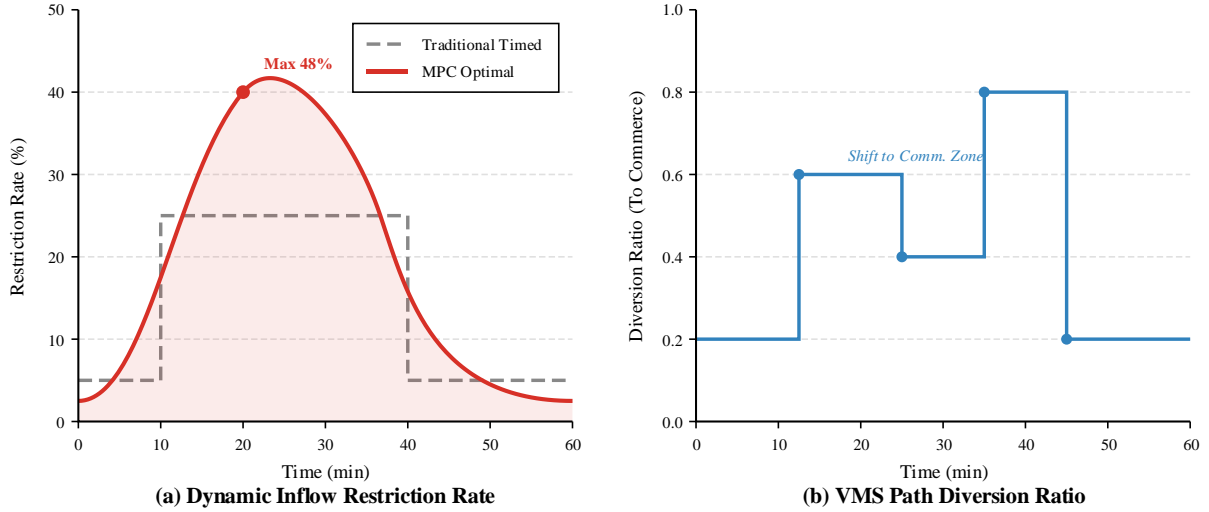 50
40
30
20
10
0
Restriction Rate (%)
Max 48%
Traditional Timed
MPC Optimal
0 10 20 30 40 50 60
Time (min)
(a) Dynamic Inflow Restriction Rate
1.0
0.8
0.6
0.4
0.2
0.0
Diversion Ratio (To Commerce)
Shift to Comm. Zone
0 10 20 30 40 50 60
Time (min)
(b) VMS Path Diversion Ratio